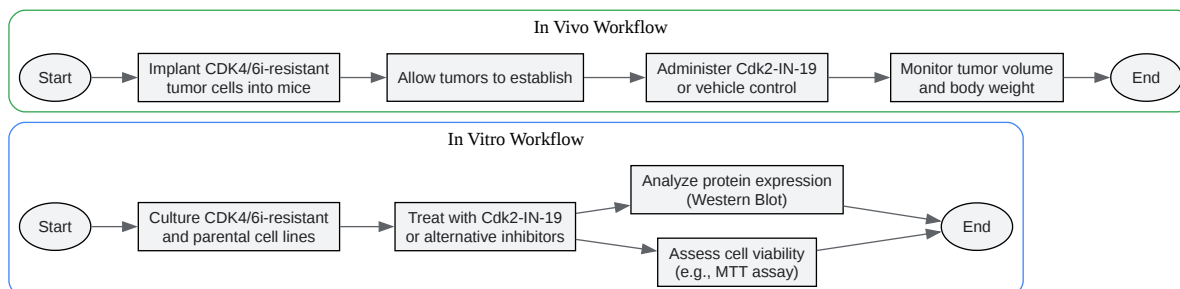 In Vivo Workflow
Start
Implant CDK4/6i-resistant
tumor cells into mice
Allow tumors to establish
Administer Cdk2-IN-19
or vehicle control
Monitor tumor volume
and body weight
End
In Vitro Workflow
Start
Culture CDK4/6i-resistant
and parental cell lines
Treat with Cdk2-IN-19
or alternative inhibitors
Analyze protein expression
(Western Blot)
Assess cell viability
(e.g., MTT assay)
End